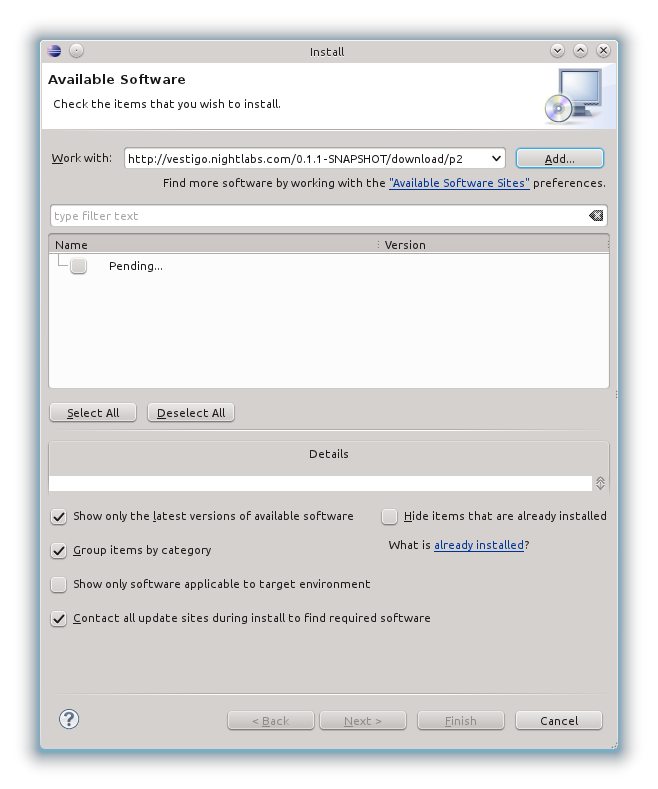 Install
Available Software
Check the items that you wish to install.
Work with: http://vestigo.nightlabs.com/0.1.1-SNAPSHOT/download/p2 Add...
Find more software by working with the "Available Software Sites" preferences.
type filter text
Name Version
Pending...
Select All Deselect All
Details
Show only the latest versions of available software Hide items that are already installed
Group items by category What is already installed?
Show only software applicable to target environment
Contact all update sites during install to find required software
? < Back Next > Finish Cancel